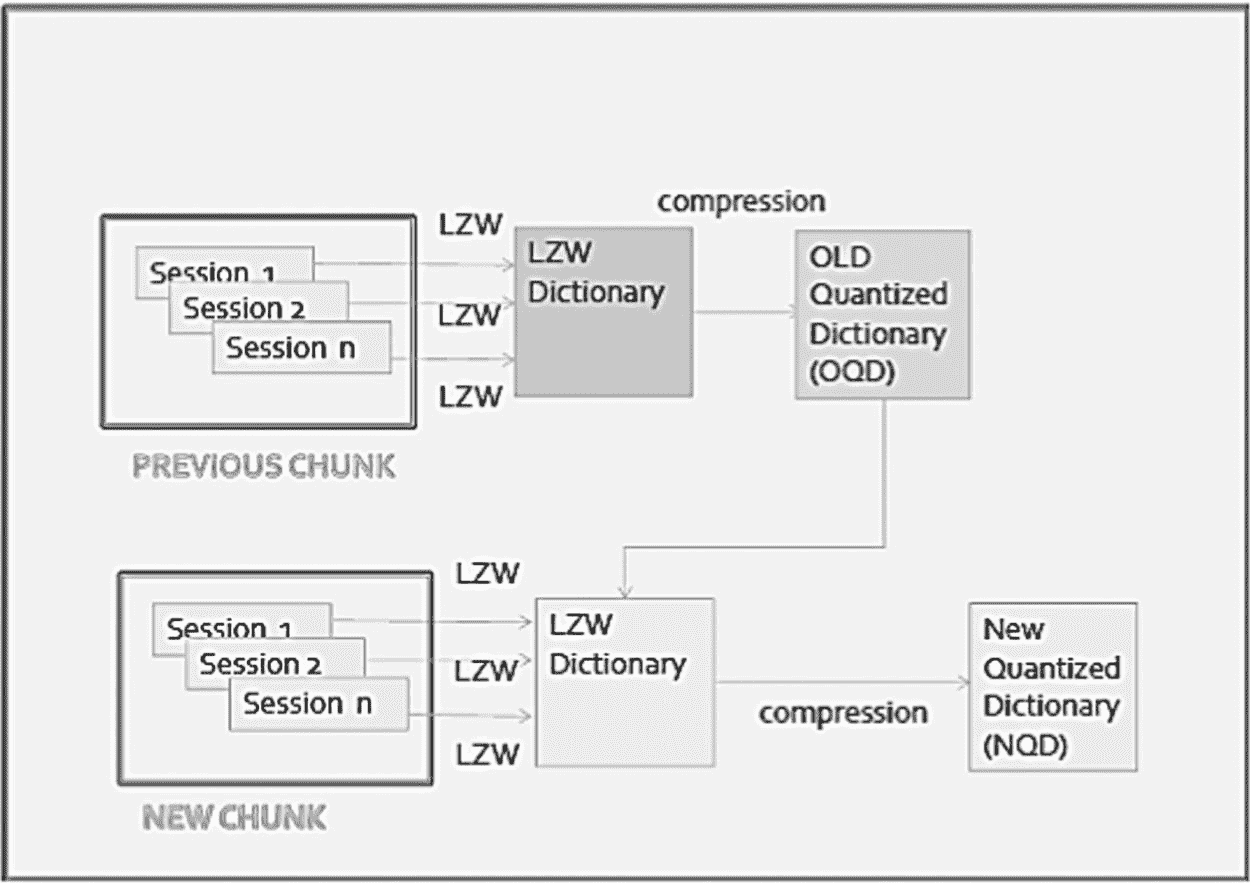 compression
LZW
Session 1
Session 2
Session n
LZW
LZW
LZW
Dictionary
OLD
Quantized
Dictionary
(OQD)
PREVIOUS CHUNK
LZW
Session 1
Session 2
Session n
LZW
LZW
LZW
Dictionary
compression
New
Quantized
Dictionary
(NQD)
NEW CHUNK